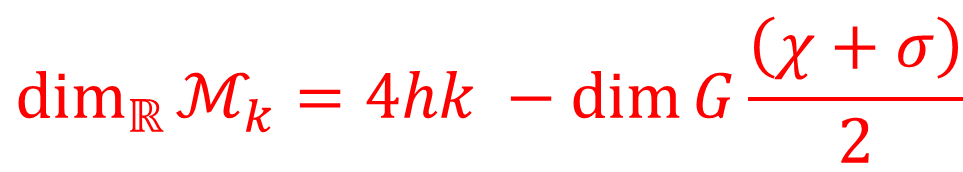 dim_ℝ ℳ_k = 4hk − dim G (χ + σ)/2